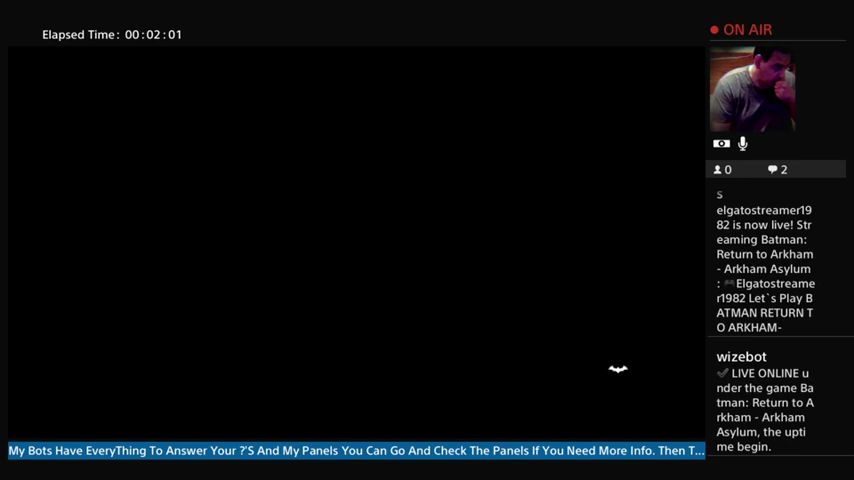 Elapsed Time: 00:02:01
ON AIR
0
2
s
elgatostreamer19
82 is now live! Str
eaming Batman:
Return to Arkham
- Arkham Asylum
: 🎮Elgatostreame
r1982 Let`s Play B
ATMAN RETURN T
O ARKHAM-
wizebot
✔ LIVE ONLINE u
nder the game Ba
tman: Return to A
rkham - Arkham
Asylum, the upti
me begin.
My Bots Have EveryThing To Answer Your ?'S And My Panels You Can Go And Check The Panels If You Need More Info. Then T...